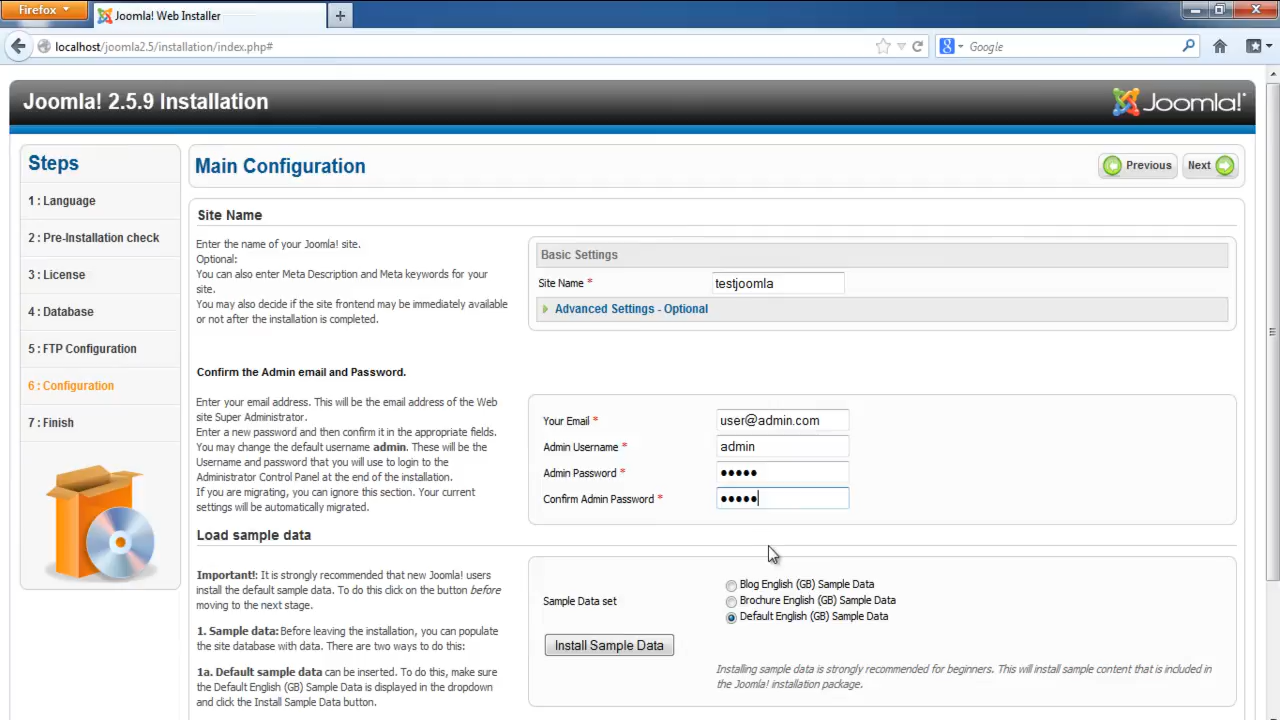 Firefox
Joomla! Web Installer
localhost/joomla2.5/installation/index.php#
Google
Joomla! 2.5.9 Installation
Joomla!
Steps
1 : Language
2 : Pre-Installation check
3 : License
4 : Database
5 : FTP Configuration
6 : Configuration
7 : Finish
Main Configuration
Previous
Next
Site Name
Enter the name of your Joomla! site.
Optional:
You can also enter Meta Description and Meta keywords for your
site.
You may also decide if the site frontend may be immediately available
or not after the installation is completed.
Basic Settings
Site Name * testjoomla
Advanced Settings - Optional
Confirm the Admin email and Password.
Enter your email address. This will be the email address of the Web
site Super Administrator.
Enter a new password and then confirm it in the appropriate fields.
You may change the default username admin. These will be the
Username and password that you will use to login to the
Administrator Control Panel at the end of the installation.
If you are migrating, you can ignore this section. Your current
settings will be automatically migrated.
Your Email * user@admin.com
Admin Username * admin
Admin Password * •••••
Confirm Admin Password * •••••
Load sample data
Important!: It is strongly recommended that new Joomla! users
install the default sample data. To do this click on the button before
moving to the next stage.
1. Sample data: Before leaving the installation, you can populate
the site database with data. There are two ways to do this:
1a. Default sample data can be inserted. To do this, make sure
the Default English (GB) Sample Data is displayed in the dropdown
and click the Install Sample Data button.
Sample Data set
Blog English (GB) Sample Data
Brochure English (GB) Sample Data
Default English (GB) Sample Data
Install Sample Data
Installing sample data is strongly recommended for beginners. This will install sample content that is included in
the Joomla! installation package.